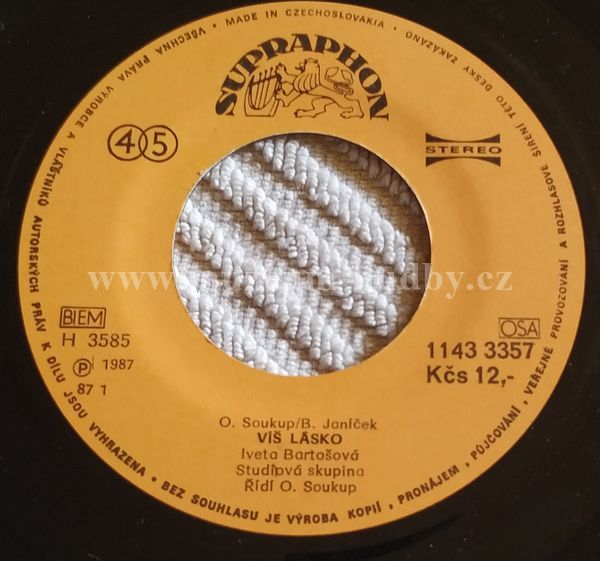 VŠECHNA PRÁVA VÝROBCE A VLASTNÍKŮ AUTORSKÝCH PRÁV K DÍLU JSOU VYHRAZENA • BEZ SOUHLASU JE VÝROBA KOPIÍ, PRONÁJEM, PŮJČOVÁNÍ, VEŘEJNÉ PROVOZOVÁNÍ A ROZHLASOVÉ ŠÍŘENÍ TÉTO DESKY ZAKÁZÁNO • MADE IN CZECHOSLOVAKIA •
SUPRAPHON
45
STEREO
BIEM
H 3585
Ⓟ 1987
87 1
OSA
1143 3357
Kčs 12,-
O. Soukup/B. Janíček
VÍŠ LÁSKO
Iveta Bartošová
Studiová skupina
Řídí O. Soukup